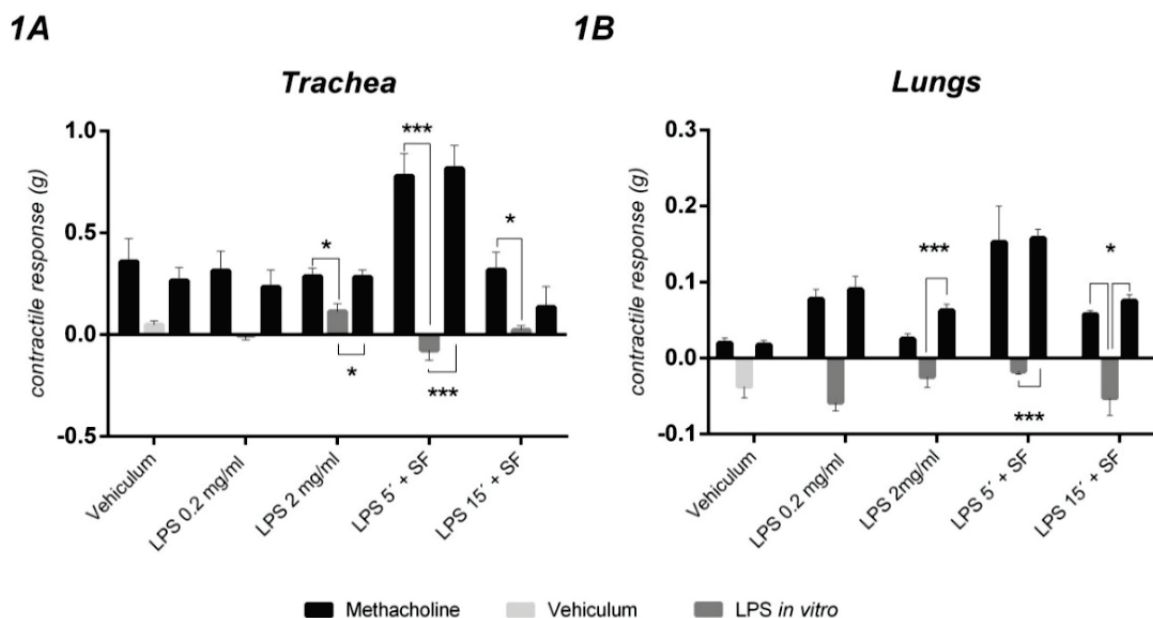 1A
Trachea
contractile response (g)
1.0
0.5
0.0
-0.5
***
*
*
*
***
Vehiculum
LPS 0.2 mg/ml
LPS 2 mg/ml
LPS 5´ + SF
LPS 15´ + SF
1B
Lungs
contractile response (g)
0.3
0.2
0.1
0.0
-0.1
***
*
***
Vehiculum
LPS 0.2 mg/ml
LPS 2mg/ml
LPS 5´ + SF
LPS 15´ + SF
Methacholine Vehiculum LPS in vitro